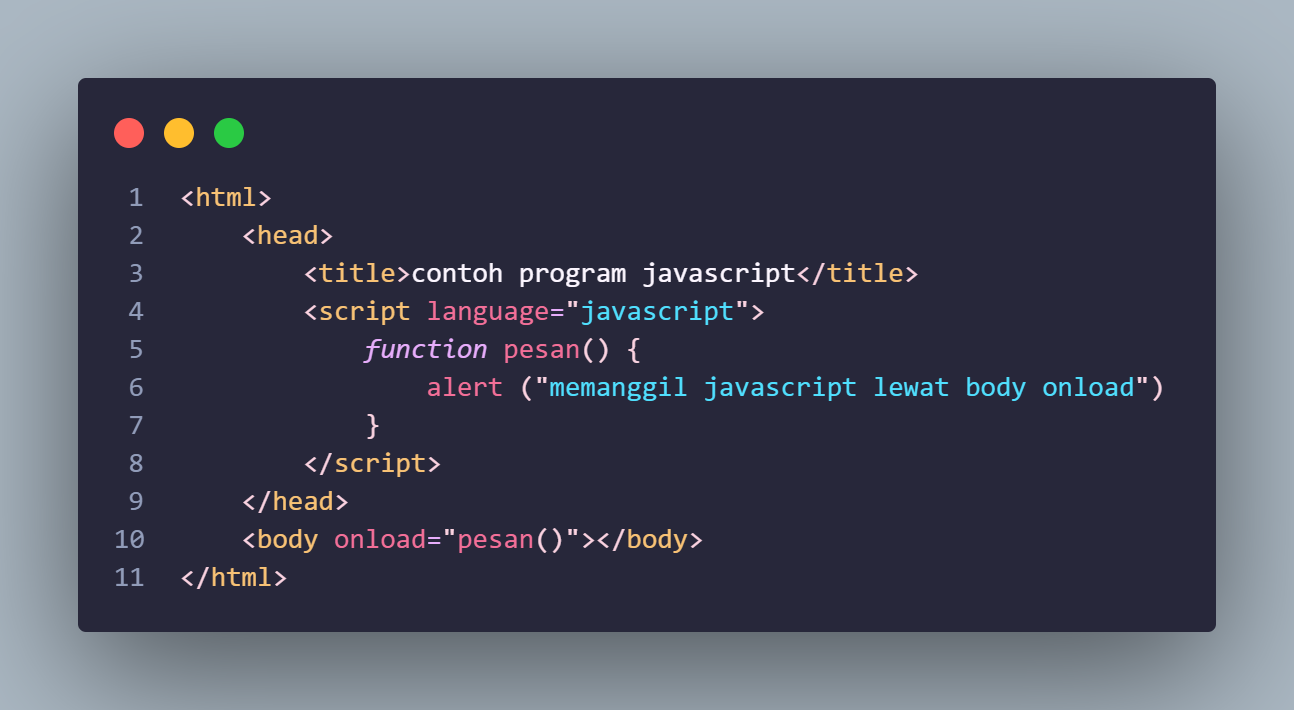 1 <html>
2     <head>
3         <title>contoh program javascript</title>
4         <script language="javascript">
5             function pesan() {
6                 alert ("memanggil javascript lewat body onload")
7             }
8         </script>
9     </head>
10     <body onload="pesan()"></body>
11 </html>